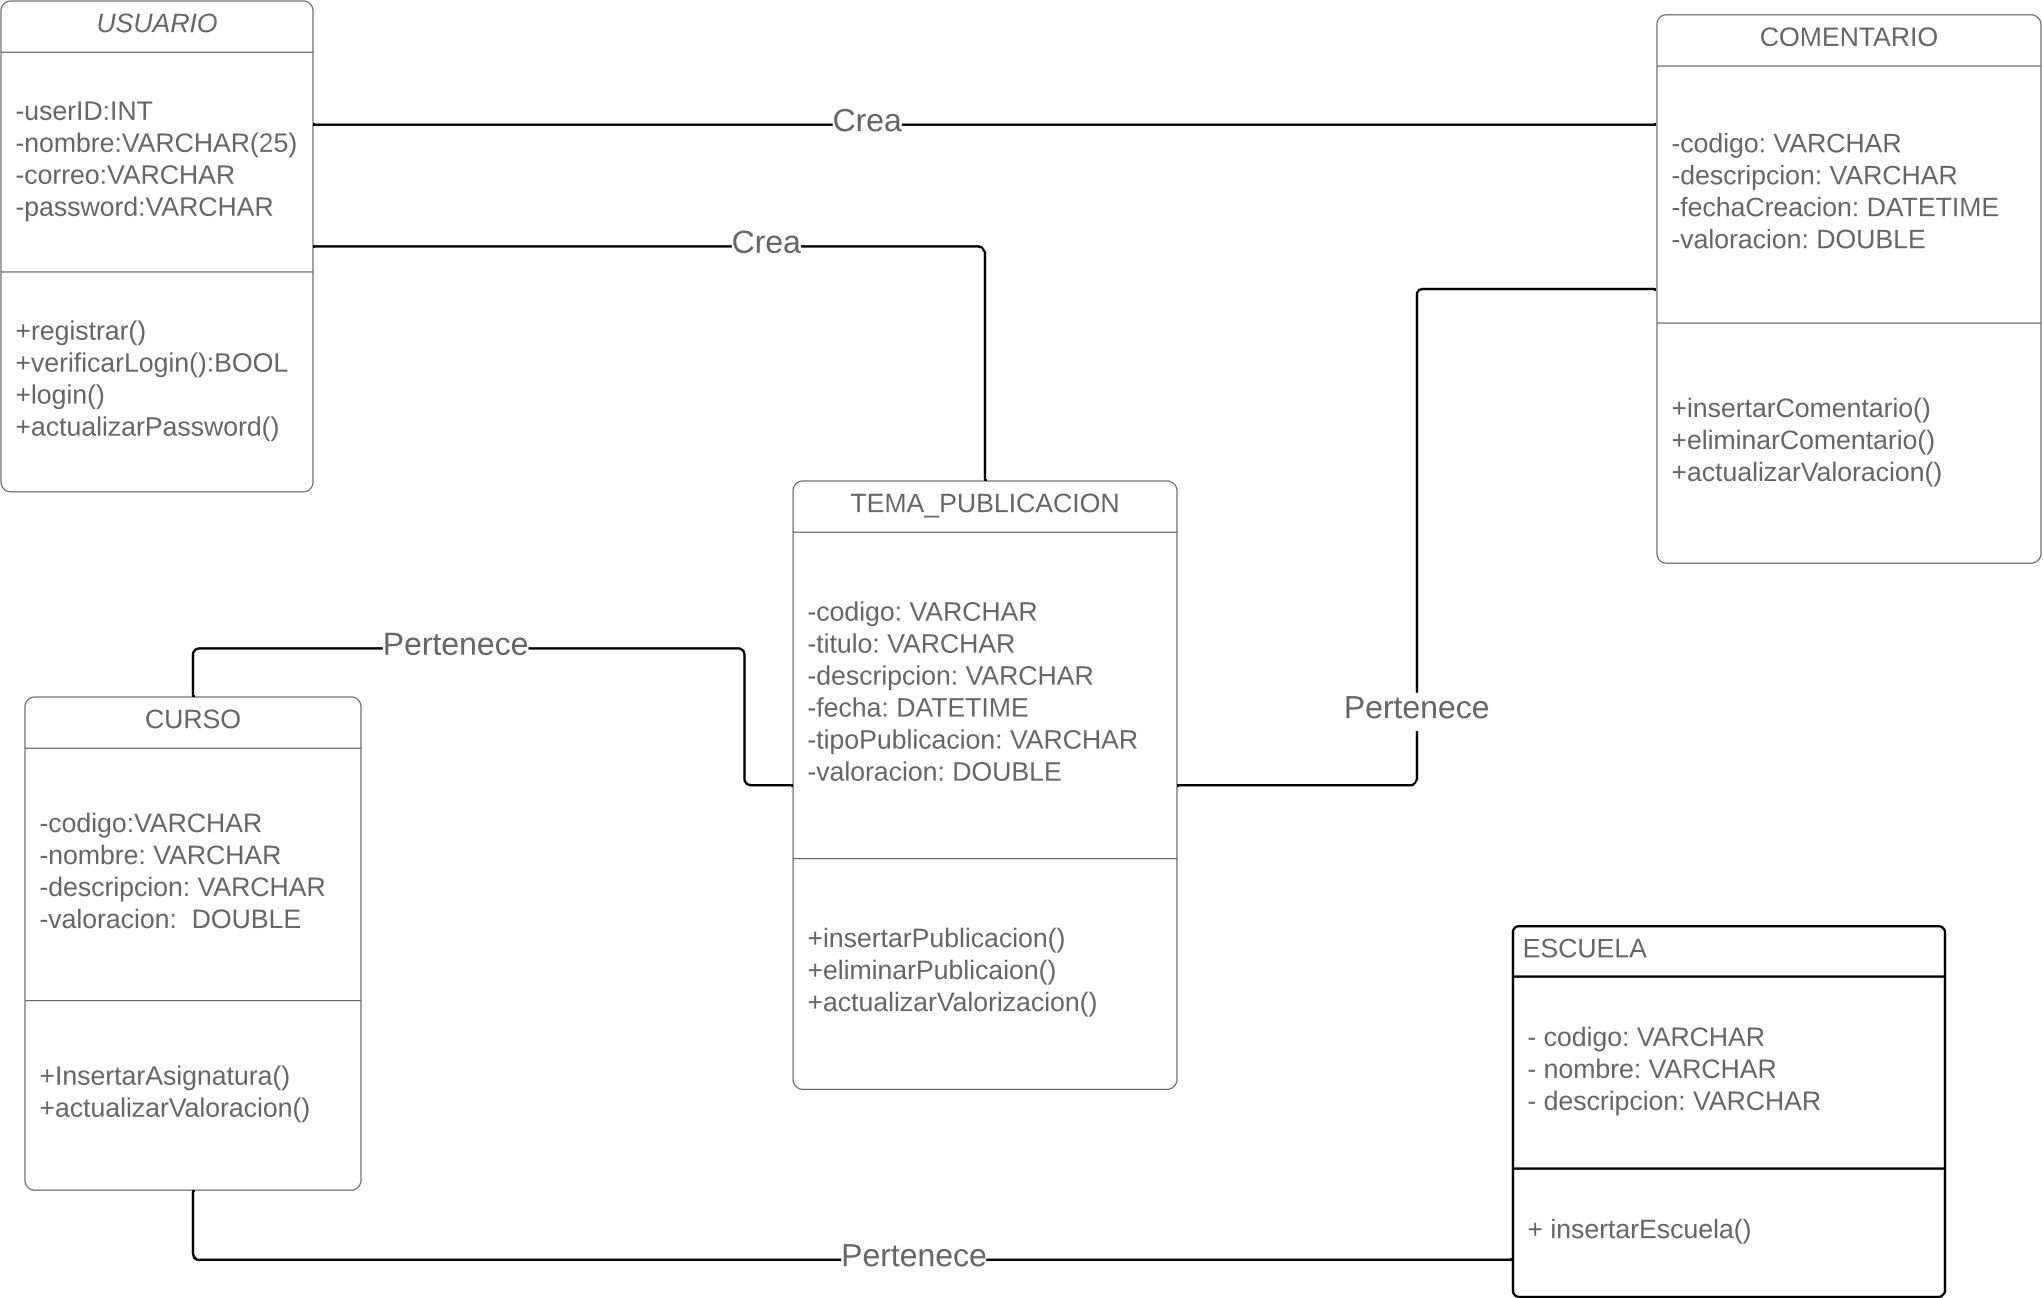 USUARIO
-userID:INT
-nombre:VARCHAR(25)
-correo:VARCHAR
-password:VARCHAR
+registrar()
+verificarLogin():BOOL
+login()
+actualizarPassword()
Crea
Crea
COMENTARIO
-codigo: VARCHAR
-descripcion: VARCHAR
-fechaCreacion: DATETIME
-valoracion: DOUBLE
+insertarComentario()
+eliminarComentario()
+actualizarValoracion()
TEMA_PUBLICACION
-codigo: VARCHAR
-titulo: VARCHAR
-descripcion: VARCHAR
-fecha: DATETIME
-tipoPublicacion: VARCHAR
-valoracion: DOUBLE
+insertarPublicacion()
+eliminarPublicaion()
+actualizarValorizacion()
Pertenece
Pertenece
CURSO
-codigo:VARCHAR
-nombre: VARCHAR
-descripcion: VARCHAR
-valoracion:  DOUBLE
+InsertarAsignatura()
+actualizarValoracion()
ESCUELA
- codigo: VARCHAR
- nombre: VARCHAR
- descripcion: VARCHAR
+ insertarEscuela()
Pertenece